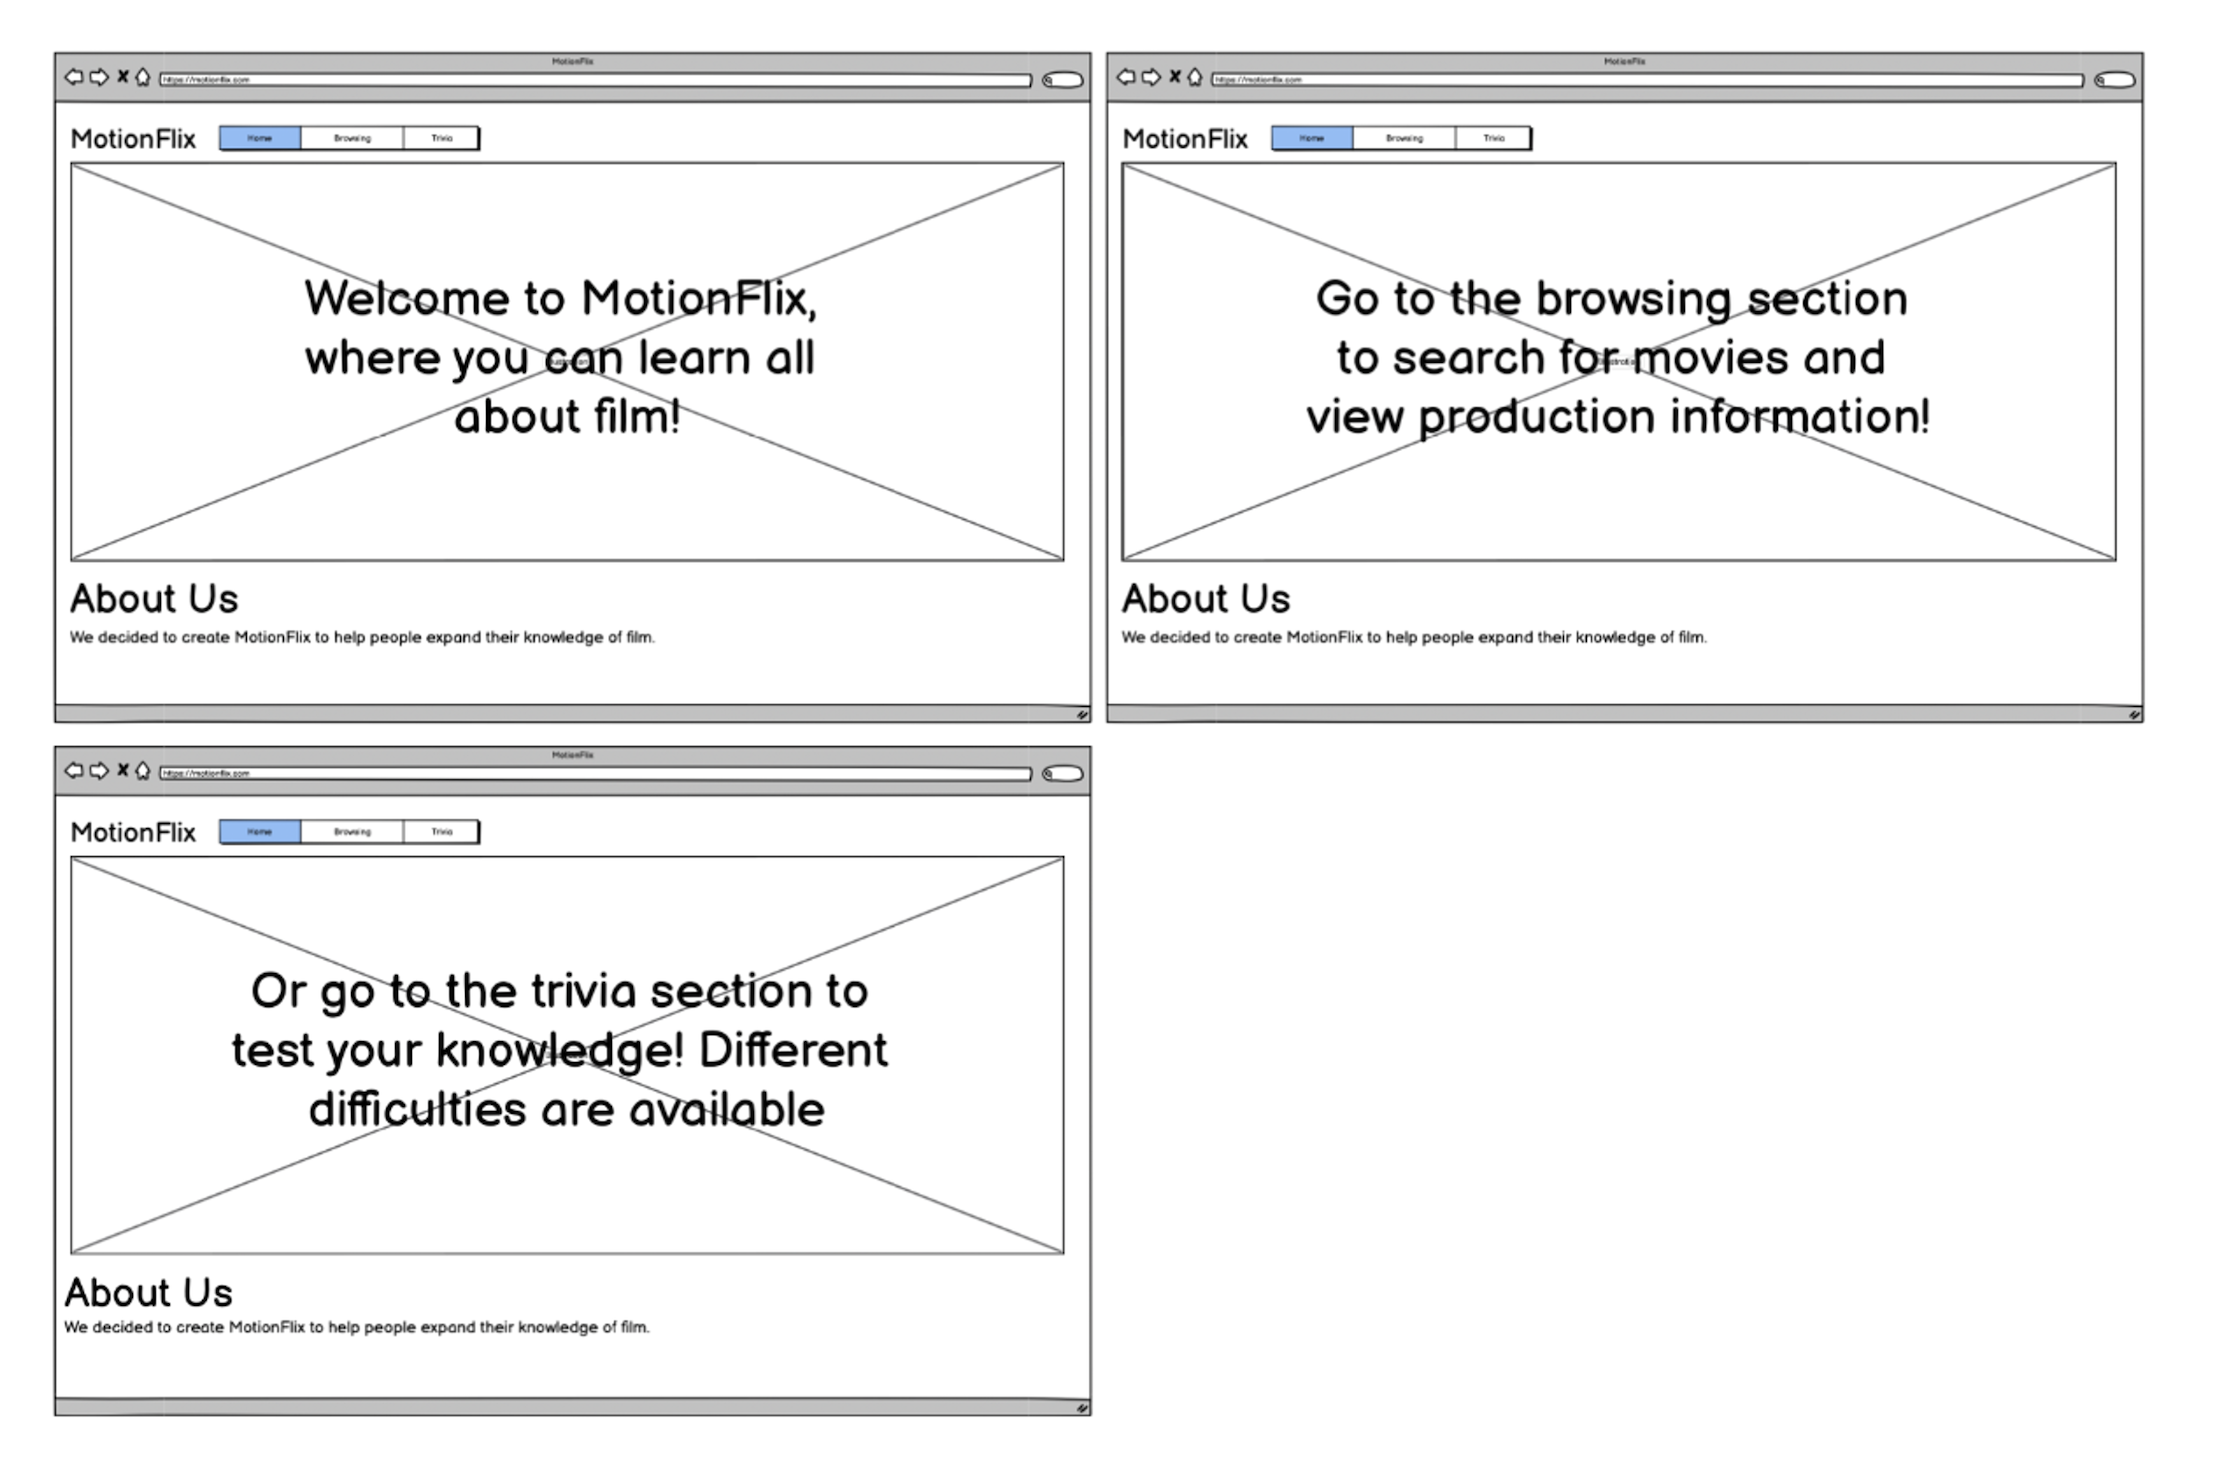 MotionFlix
https://motionflix.com
MotionFlix
Home Browsing Trivia
Welcome to MotionFlix,
where you can learn all
about film!
About Us
We decided to create MotionFlix to help people expand their knowledge of film.
MotionFlix
https://motionflix.com
MotionFlix
Home Browsing Trivia
Go to the browsing section
to search for movies and
view production information!
About Us
We decided to create MotionFlix to help people expand their knowledge of film.
MotionFlix
https://motionflix.com
MotionFlix
Home Browsing Trivia
Or go to the trivia section to
test your knowledge! Different
difficulties are available
About Us
We decided to create MotionFlix to help people expand their knowledge of film.